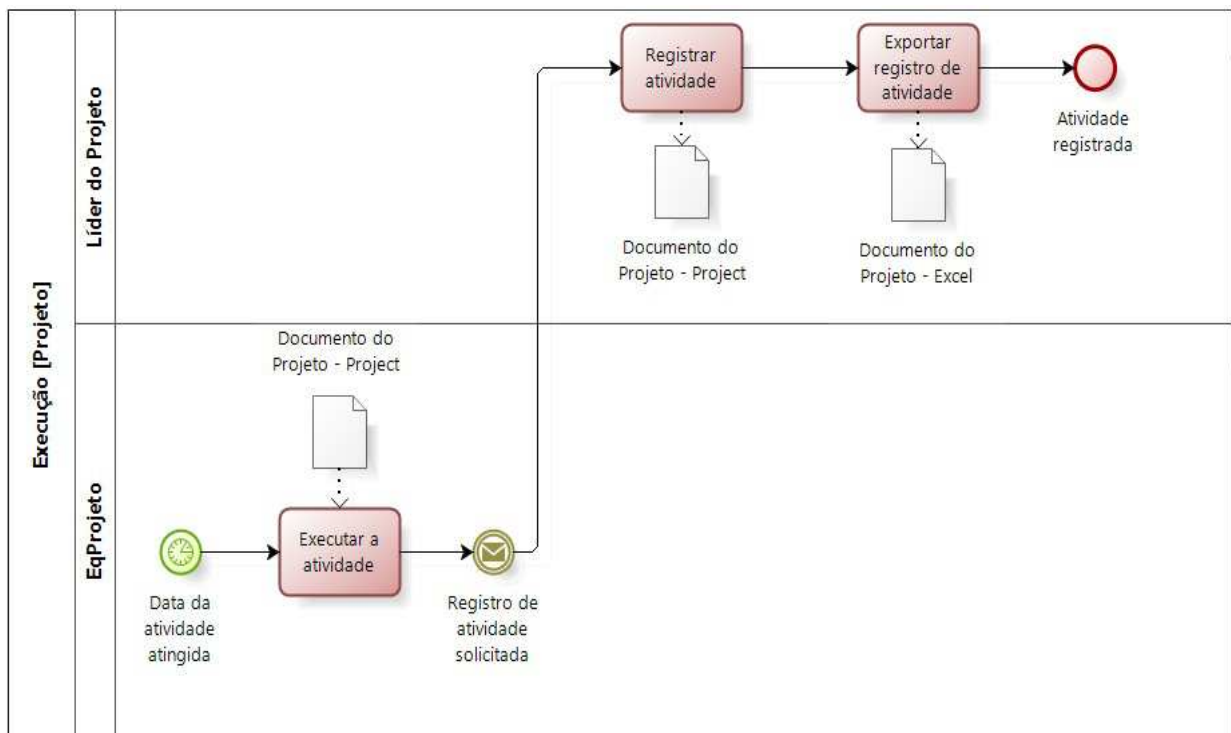 Execução [Projeto]
Líder do Projeto
Registrar
atividade
Exportar
registro de
atividade
Atividade
registrada
Documento do
Projeto - Project
Documento do
Projeto - Excel
EqProjeto
Documento do
Projeto - Project
Executar a
atividade
Data da
atividade
atingida
Registro de
atividade
solicitada